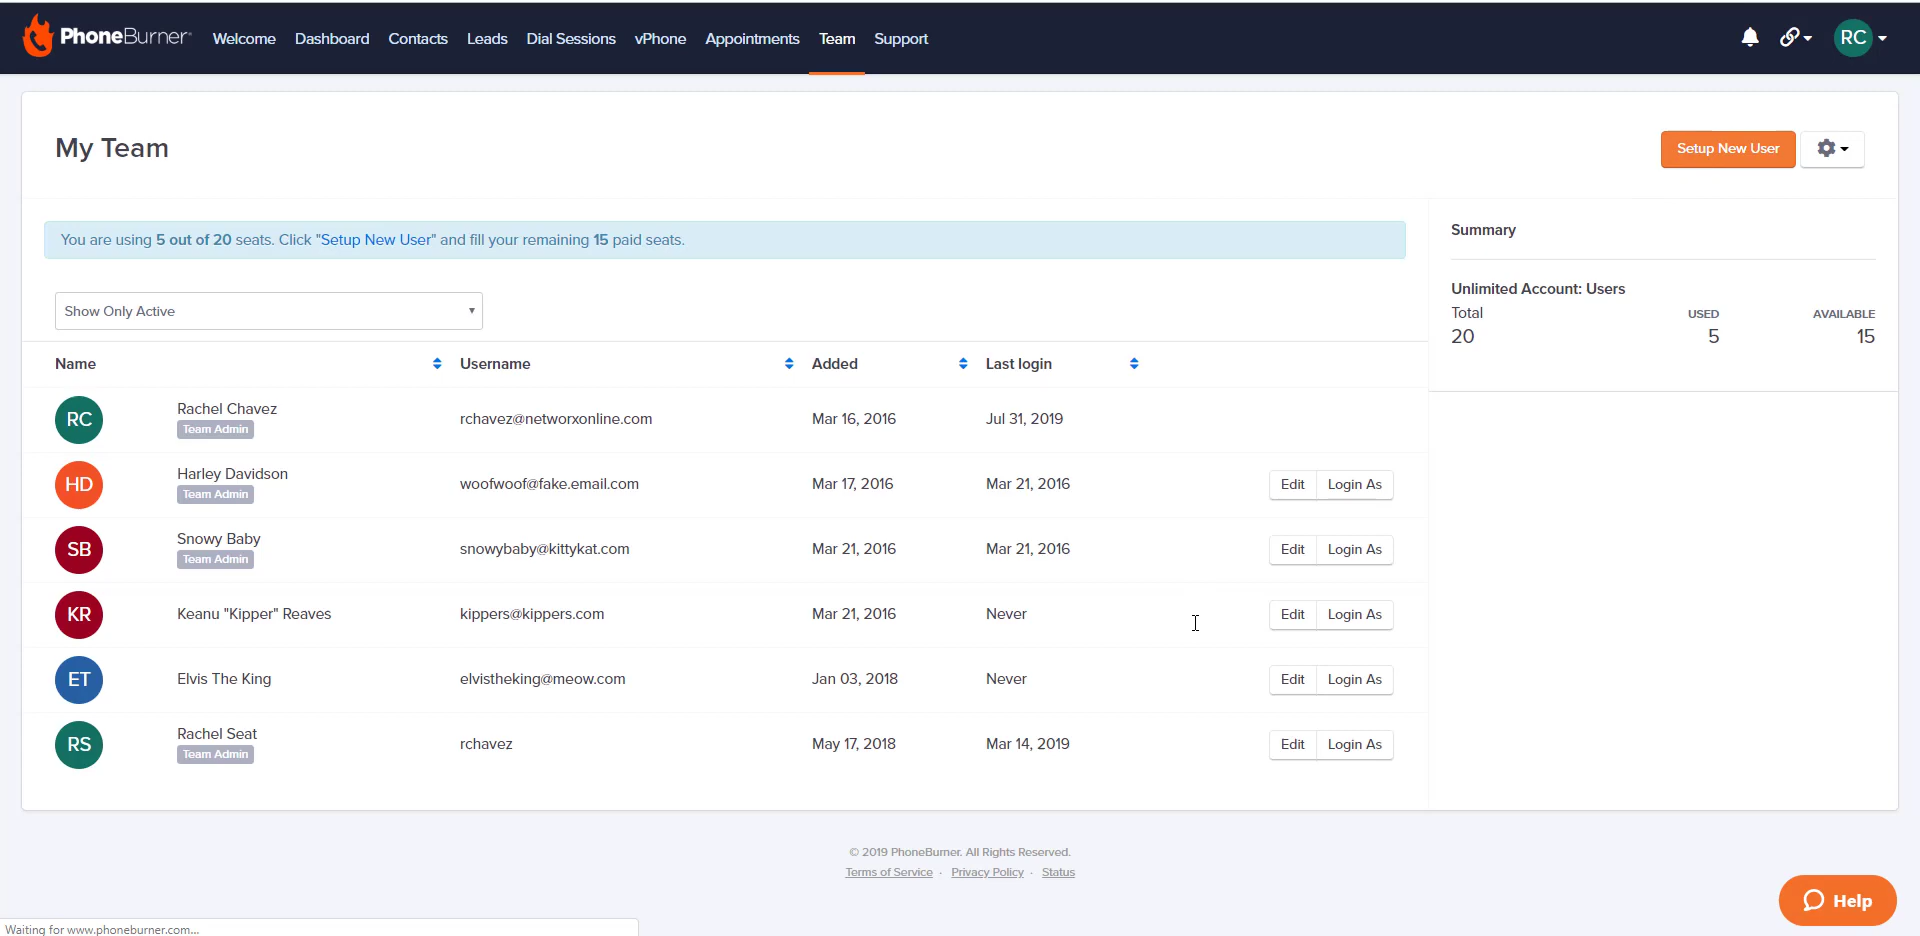 PhoneBurner Welcome Dashboard Contacts Leads Dial Sessions vPhone Appointments Team Support RC
My Team
Setup New User
You are using 5 out of 20 seats. Click "Setup New User" and fill your remaining 15 paid seats.
Summary
Show Only Active
Unlimited Account: Users
Total USED AVAILABLE
20 5 15
Name Username Added Last login
RC Rachel Chavez rchavez@networxonline.com Mar 16, 2016 Jul 31, 2019
Team Admin
HD Harley Davidson woofwoof@fake.email.com Mar 17, 2016 Mar 21, 2016 Edit Login As
Team Admin
SB Snowy Baby snowybaby@kittykat.com Mar 21, 2016 Mar 21, 2016 Edit Login As
Team Admin
KR Keanu "Kipper" Reaves kippers@kippers.com Mar 21, 2016 Never Edit Login As
ET Elvis The King elvistheking@meow.com Jan 03, 2018 Never Edit Login As
RS Rachel Seat rchavez May 17, 2018 Mar 14, 2019 Edit Login As
Team Admin
© 2019 PhoneBurner. All Rights Reserved.
Terms of Service · Privacy Policy · Status
Help
Waiting for www.phoneburner.com...